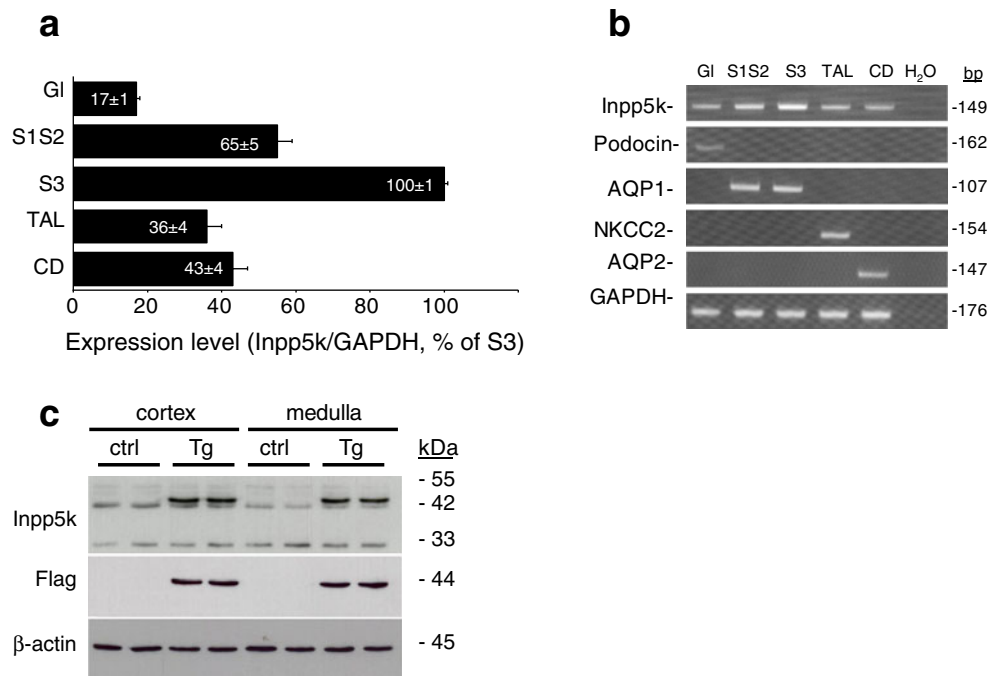 a
Gl 17±1
S1S2 65±5
S3 100±1
TAL 36±4
CD 43±4
0 20 40 60 80 100
Expression level (Inpp5k/GAPDH, % of S3)
b
Gl S1S2 S3 TAL CD H2O bp
Inpp5k- -149
Podocin- -162
AQP1- -107
NKCC2- -154
AQP2- -147
GAPDH- -176
c
cortex medulla
ctrl Tg ctrl Tg kDa
- 55
- 42
Inpp5k
- 33
Flag - 44
β-actin - 45